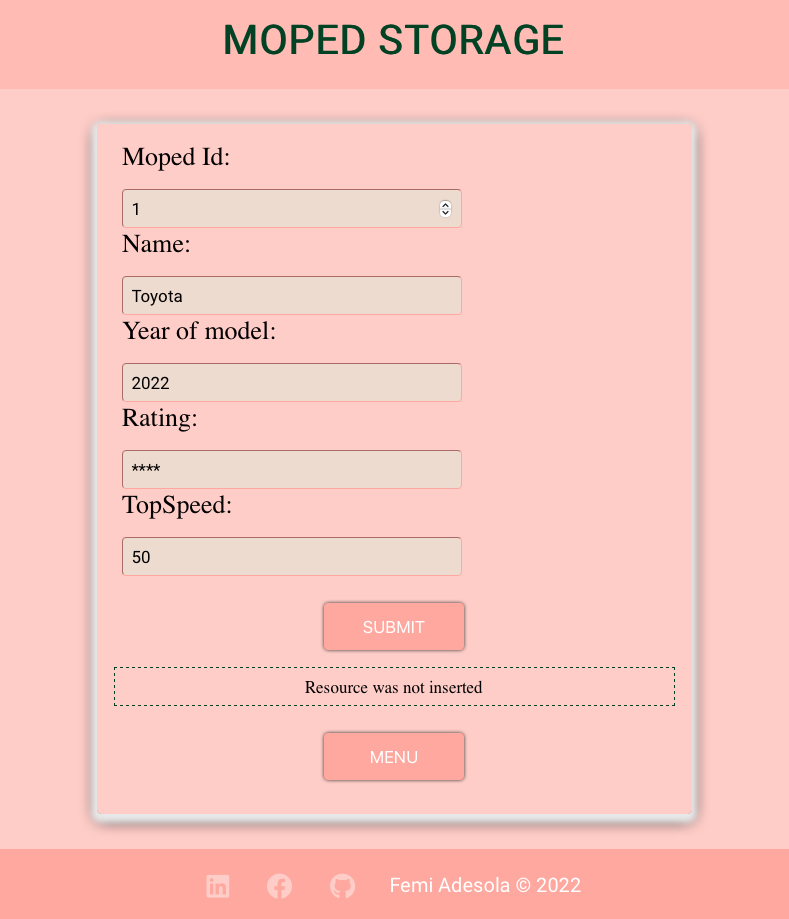 MOPED STORAGE
Moped Id:
1
Name:
Toyota
Year of model:
2022
Rating:
****
TopSpeed:
50
SUBMIT
Resource was not inserted
MENU
Femi Adesola © 2022